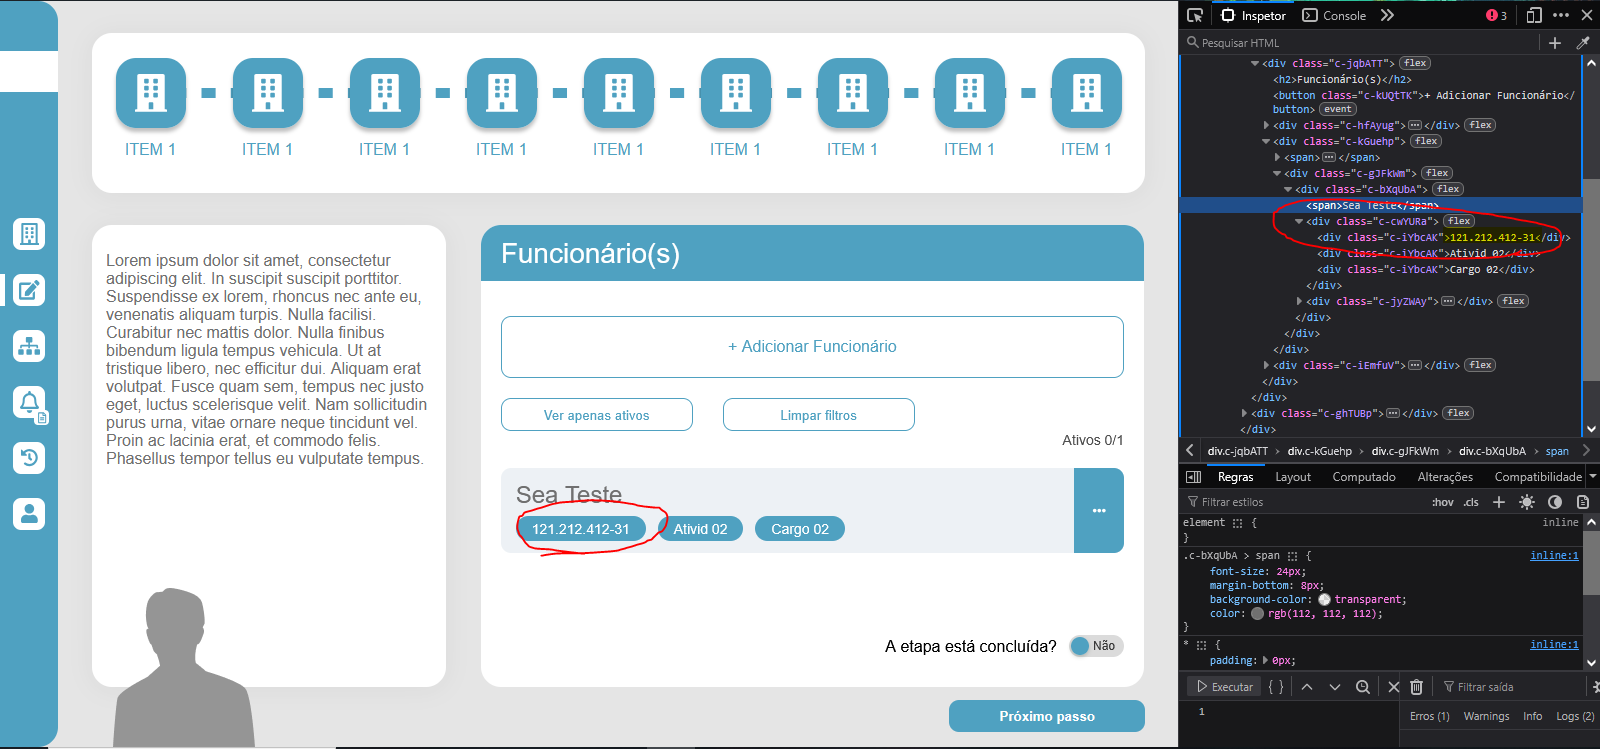 ITEM 1 ITEM 1 ITEM 1 ITEM 1 ITEM 1 ITEM 1 ITEM 1 ITEM 1 ITEM 1
Lorem ipsum dolor sit amet, consectetur
adipiscing elit. In suscipit suscipit porttitor.
Suspendisse ex lorem, rhoncus nec ante eu,
venenatis aliquam turpis. Nulla facilisi.
Curabitur nec mattis dolor. Nulla finibus
bibendum ligula tempus vehicula. Ut at
tristique libero, nec efficitur dui. Aliquam erat
volutpat. Fusce quam sem, tempus nec justo
eget, luctus scelerisque velit. Nam sollicitudin
purus urna, vitae ornare neque tincidunt vel.
Proin ac lacinia erat, et commodo felis.
Phasellus tempor tellus eu vulputate tempus.
Funcionário(s)
+ Adicionar Funcionário
Ver apenas ativos Limpar filtros
Ativos 0/1
Sea Teste
121.212.412-31 Ativid 02 Cargo 02
A etapa está concluída? Não
Próximo passo
Inspetor Console 3
Pesquisar HTML
<div class="c-jqbATT"> flex
<h2>Funcionário(s)</h2>
<button class="c-kUQtTK">+ Adicionar Funcionário</
button> event
<div class="c-hfAyug"> </div> flex
<div class="c-kGuehp"> flex
<span> </span>
<div class="c-gJFkWm"> flex
<div class="c-bXqUbA"> flex
<span>Sea Teste</span>
<div class="c-cwYURa"> flex
<div class="c-iYbcAK">121.212.412-31</div>
<div class="c-iYbcAK">Ativid 02</div>
<div class="c-iYbcAK">Cargo 02</div>
</div>
<div class="c-jyZWAy"> </div> flex
</div>
</div>
</div>
<div class="c-iEmfuV"> </div> flex
</div>
</div>
<div class="c-ghTUBp"> </div> flex
</div>
div.c-jqbATT > div.c-kGuehp > div.c-gJFkWm > div.c-bXqUbA > span
Regras Layout Computado Alterações Compatibilidade
Filtrar estilos :hov .cls
element { inline
}
.c-bXqUbA > span { inline:1
font-size: 24px;
margin-bottom: 8px;
background-color: transparent;
color: rgb(112, 112, 112);
}
* { inline:1
padding: 0px;
Executar { } Filtrar saída
1
Erros (1) Warnings Info Logs (2)